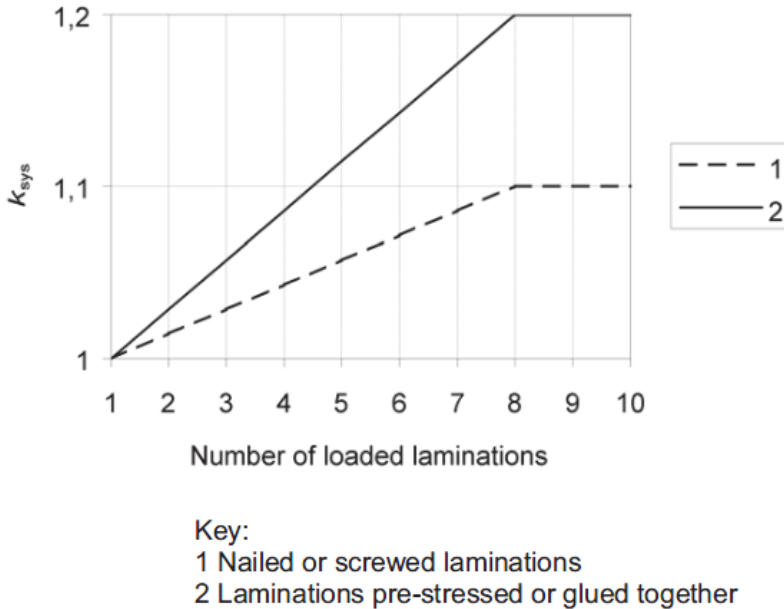 1,2
1,1
1
k sys
1 2 3 4 5 6 7 8 9 10
Number of loaded laminations
1
2
Key:
1 Nailed or screwed laminations
2 Laminations pre-stressed or glued together